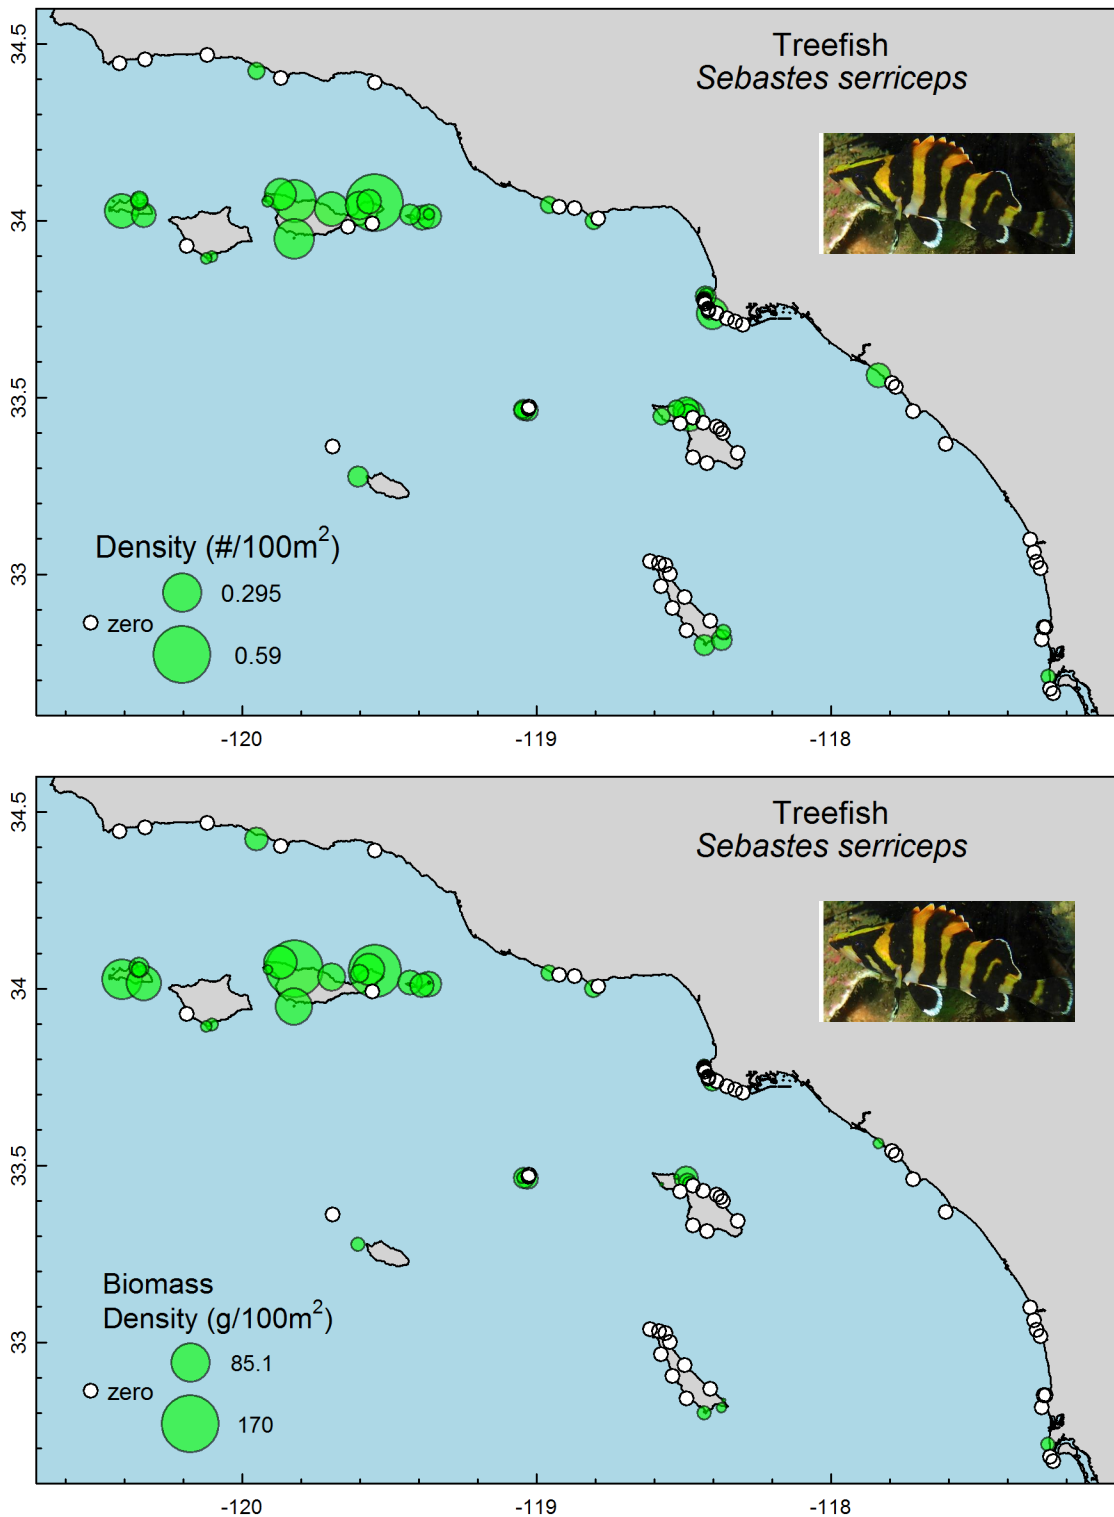 34.5
34
33.5
33
Treefish
Sebastes serriceps
Density (#/100m²)
0.295
zero
0.59
-120
-119
-118
34.5
34
33.5
33
Treefish
Sebastes serriceps
Biomass
Density (g/100m²)
85.1
zero
170
-120
-119
-118